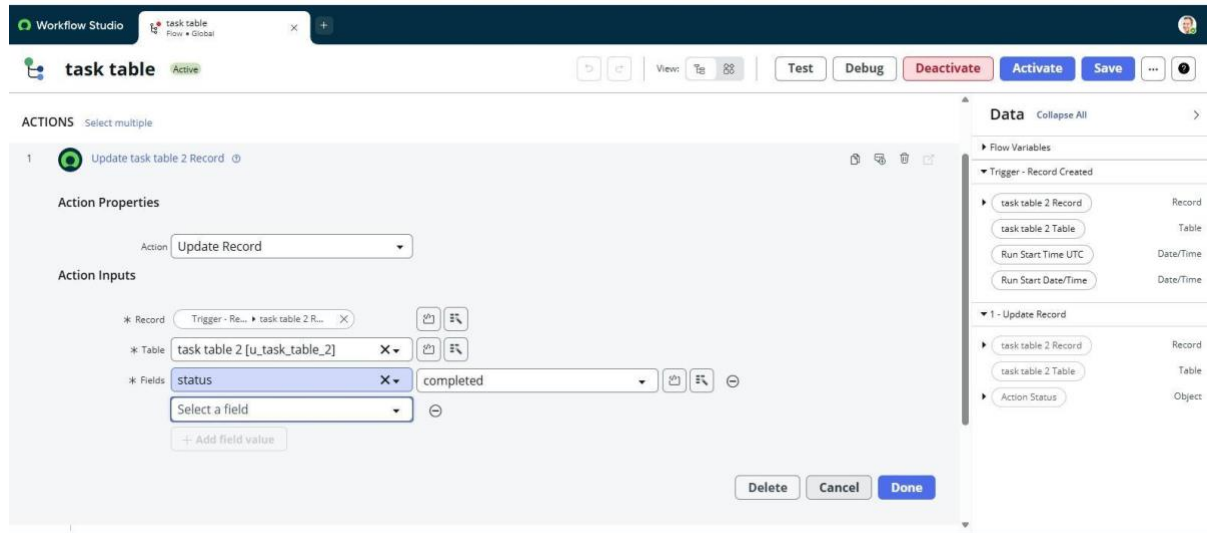 Workflow Studio
task table
Flow • Global
task table Active
View:
Test Debug Deactivate Activate Save ...
ACTIONS Select multiple
1 Update task table 2 Record
Action Properties
Action Update Record
Action Inputs
* Record Trigger - Re... ▸ task table 2 R... X
* Table task table 2 [u_task_table_2]
* Fields status completed
Select a field
+ Add field value
Delete Cancel Done
Data Collapse All
Flow Variables
Trigger - Record Created
task table 2 Record Record
task table 2 Table Table
Run Start Time UTC Date/Time
Run Start Date/Time Date/Time
1 - Update Record
task table 2 Record Record
task table 2 Table Table
Action Status Object